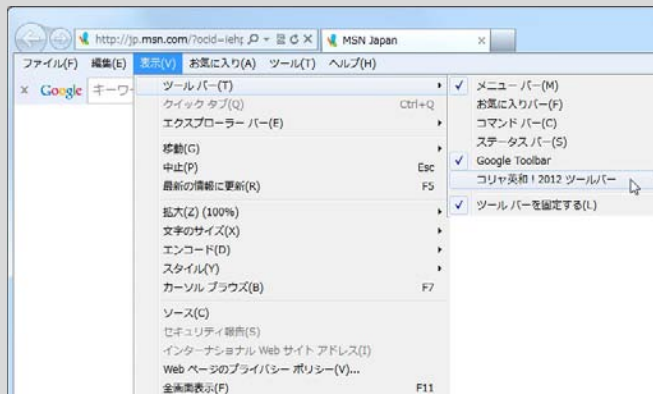 http://jp.msn.com/?ocid=iehp
MSN Japan
ファイル(F) 編集(E) 表示(V) お気に入り(A) ツール(T) ヘルプ(H)
× Google キーワ
ツール バー(T)
クイック タブ(Q) Ctrl+Q
エクスプローラー バー(E)
移動(G)
中止(P) Esc
最新の情報に更新(R) F5
拡大(Z) (100%)
文字のサイズ(X)
エンコード(D)
スタイル(Y)
カーソル ブラウズ(B) F7
ソース(C)
セキュリティ報告(S)
インターナショナル Web サイト アドレス(I)
Web ページのプライバシー ポリシー(V)...
全画面表示(F) F11
✓ メニュー バー(M)
お気に入りバー(F)
コマンド バー(C)
ステータス バー(S)
✓ Google Toolbar
コリャ英和！2012 ツールバー
✓ ツール バーを固定する(L)